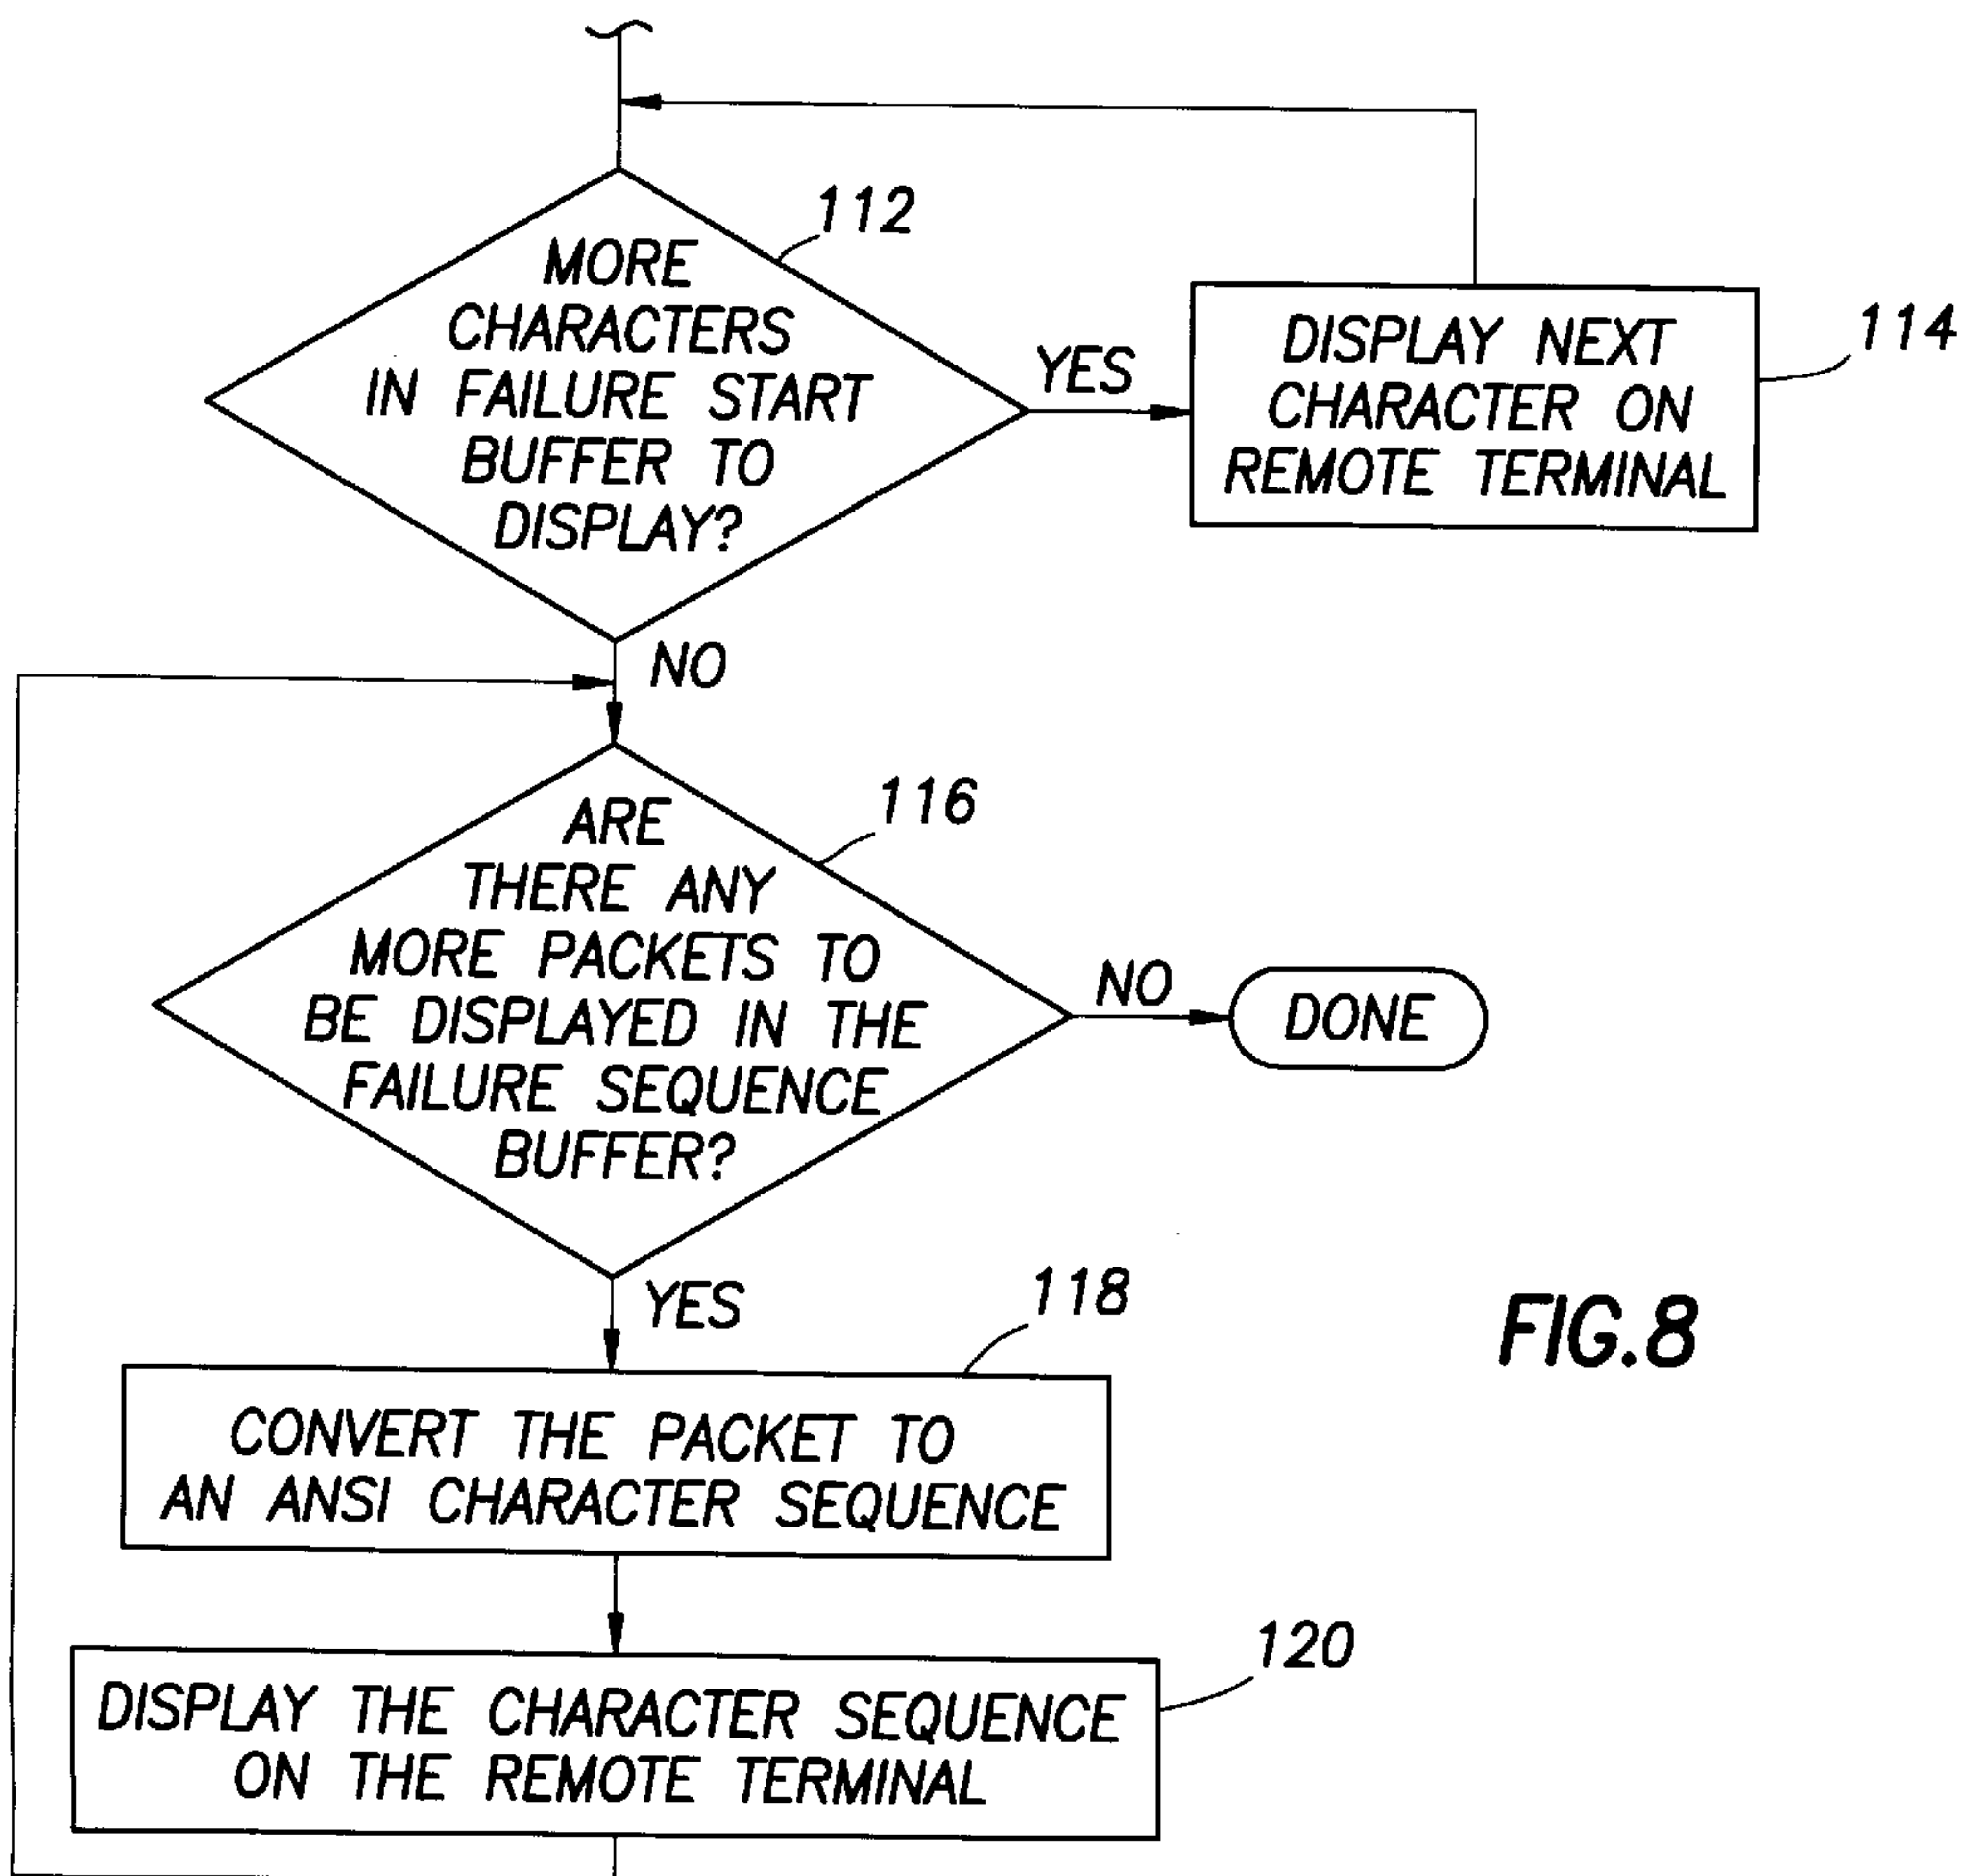 112
MORE
CHARACTERS
IN FAILURE START
BUFFER TO
DISPLAY?
YES
DISPLAY NEXT
CHARACTER ON
REMOTE TERMINAL
114
NO
116
ARE
THERE ANY
MORE PACKETS TO
BE DISPLAYED IN THE
FAILURE SEQUENCE
BUFFER?
NO
DONE
YES
118
CONVERT THE PACKET TO
AN ANSI CHARACTER SEQUENCE
FIG.8
120
DISPLAY THE CHARACTER SEQUENCE
ON THE REMOTE TERMINAL